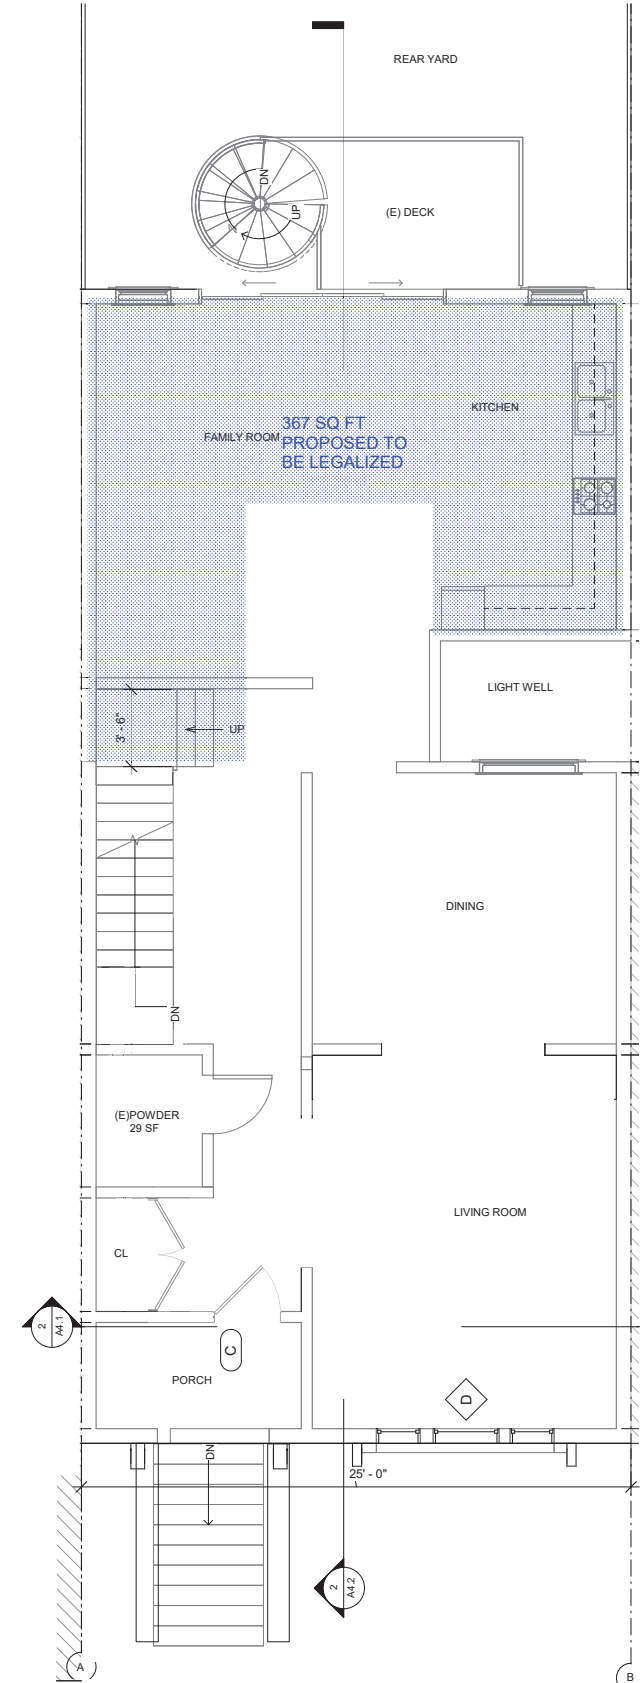 REAR YARD
DN
UP
(E) DECK
KITCHEN
FAMILY ROOM
367 SQ FT
PROPOSED TO
BE LEGALIZED
LIGHT WELL
3' - 6"
UP
DINING
DN
(E)POWDER
29 SF
LIVING ROOM
CL
2
A4.1
C
PORCH
D
DN
25' - 0"
2
A4.2
A
B